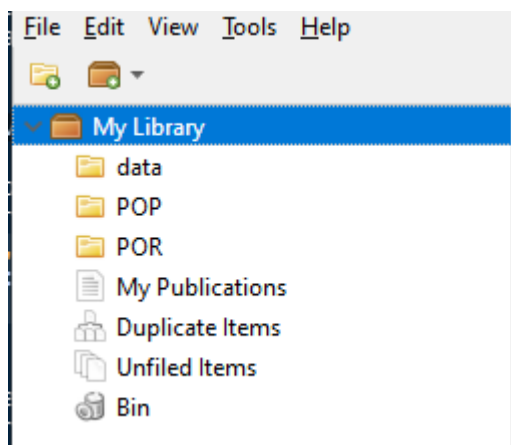 File Edit View Tools Help
My Library
data
POP
POR
My Publications
Duplicate Items
Unfiled Items
Bin